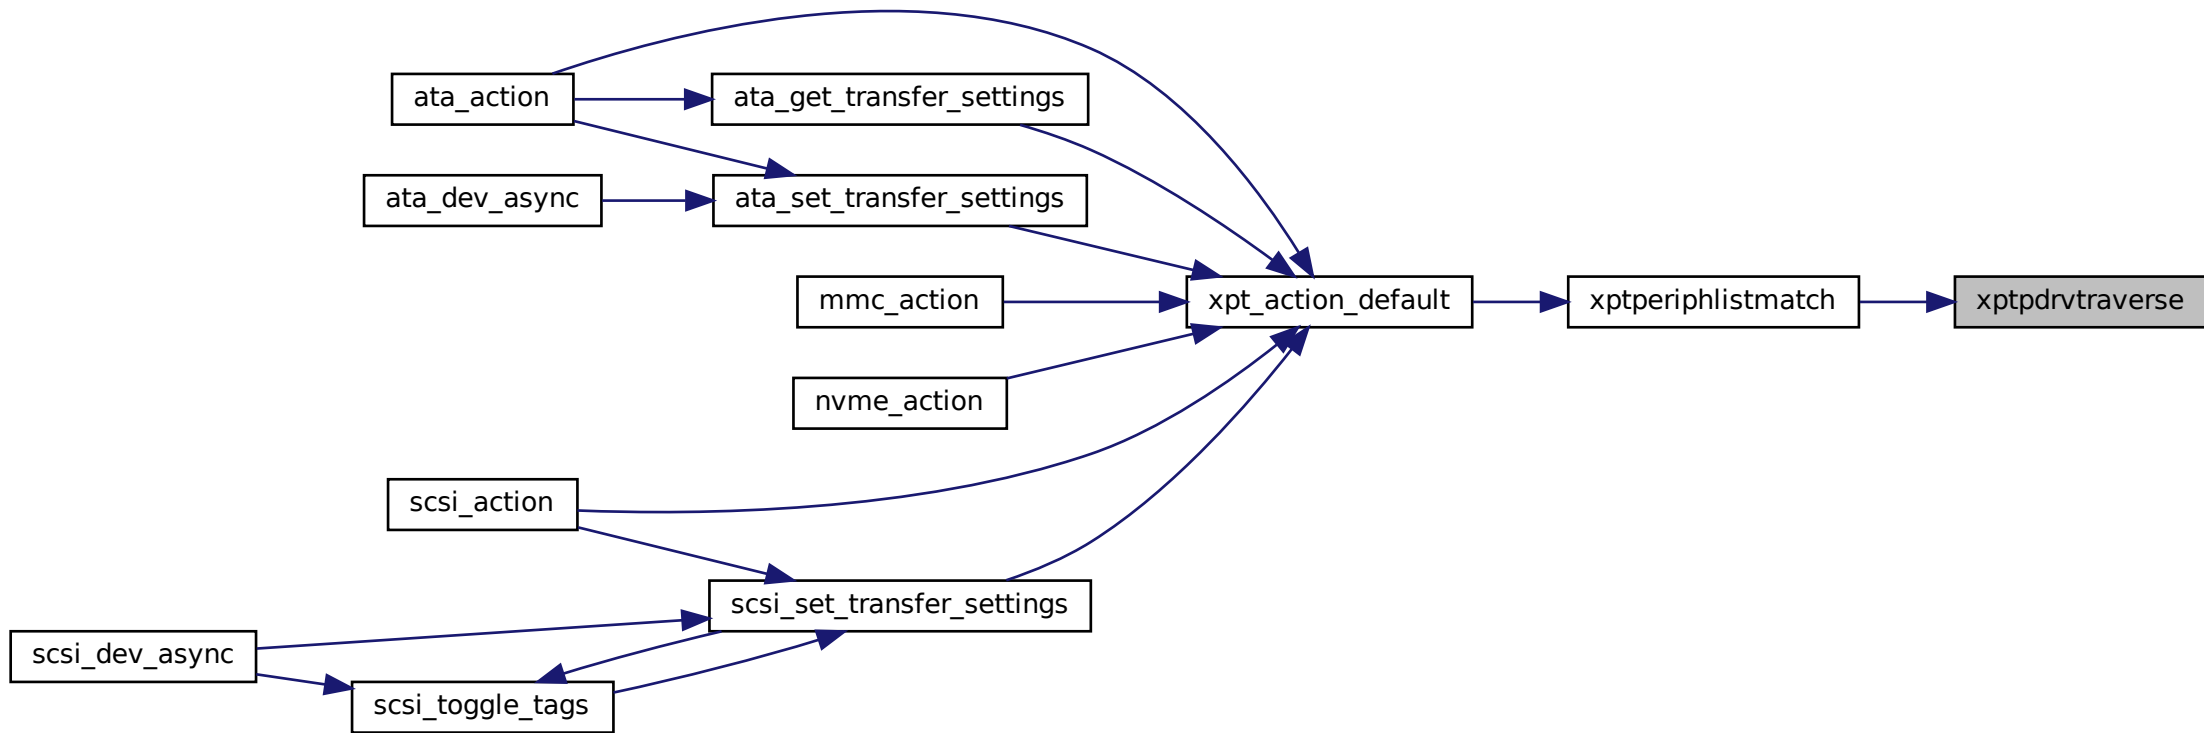 ata_action
ata_get_transfer_settings
ata_dev_async
ata_set_transfer_settings
mmc_action
xpt_action_default
xptperiphlistmatch
xptpdrvtraverse
nvme_action
scsi_action
scsi_set_transfer_settings
scsi_dev_async
scsi_toggle_tags